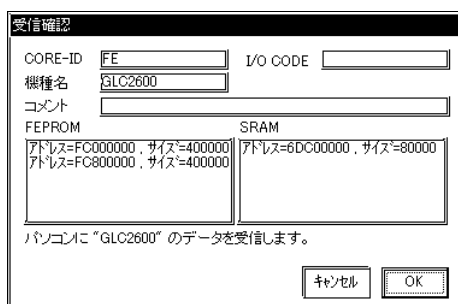 受信確認
CORE-ID FE I/O CODE
機種名 GLC2600
コメント
FEPROM SRAM
ｱﾄﾞﾚｽ=FC000000 , ｻｲｽﾞ=400000 ｱﾄﾞﾚｽ=6DC00000 , ｻｲｽﾞ=80000
ｱﾄﾞﾚｽ=FC800000 , ｻｲｽﾞ=400000
パソコンに "GLC2600" のデータを受信します。
ｷｬﾝｾﾙ OK